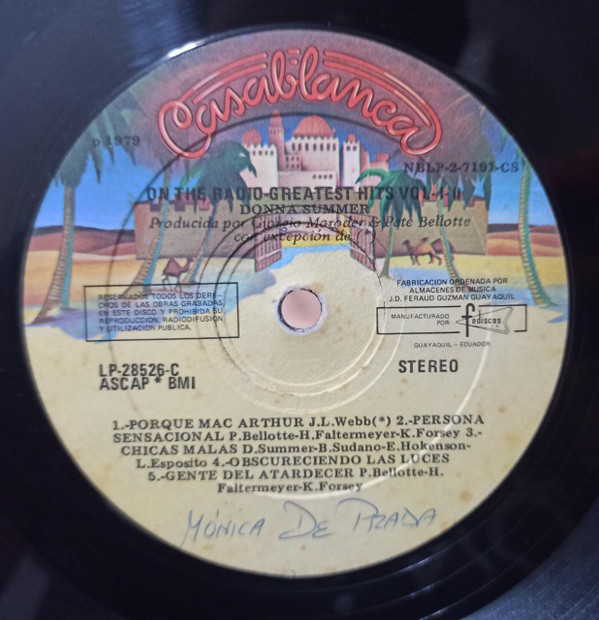 Casablanca
p 1979
NBLP-2-7191-CS
ON THE RADIO-GREATEST HITS VOL I-II
DONNA SUMMER
Producida por Giorgio Moroder & Pete Bellotte
con excepción de (*)
RESERVADOS TODOS LOS DERE-
CHOS DE LAS OBRAS GRABADAS
EN ESTE DISCO Y PROHIBIDA SU
REPRODUCCION, RADIODIFUSION
Y UTILIZACION PUBLICA.
FABRICACION ORDENADA POR
ALMACENES DE MUSICA
J.D. FERAUD GUZMAN GUAYAQUIL
MANUFACTURADO
POR
fediscos
GUAYAQUIL - ECUADOR
LP-28526-C
ASCAP * BMI
STEREO
1.-PORQUE MAC ARTHUR J.L.Webb(*) 2.-PERSONA
SENSACIONAL P.Bellotte-H.Faltermeyer-K.Forsey 3.-
CHICAS MALAS D.Summer-B.Sudano-E.Hokenson-
L.Esposito 4.-OBSCURECIENDO LAS LUCES
5.-GENTE DEL ATARDECER P.Bellotte-H.
Faltermeyer-K.Forsey
MÓNICA DE PRADA